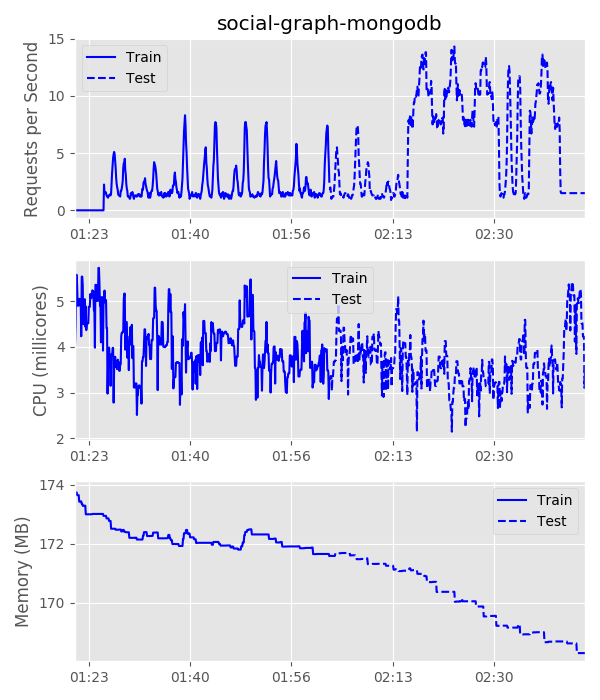 social-graph-mongodb
Requests per Second
15
10
5
0
Train
Test
01:23 01:40 01:56 02:13 02:30
CPU (millicores)
5
4
3
2
Train
Test
01:23 01:40 01:56 02:13 02:30
Memory (MB)
174
172
170
Train
Test
01:23 01:40 01:56 02:13 02:30